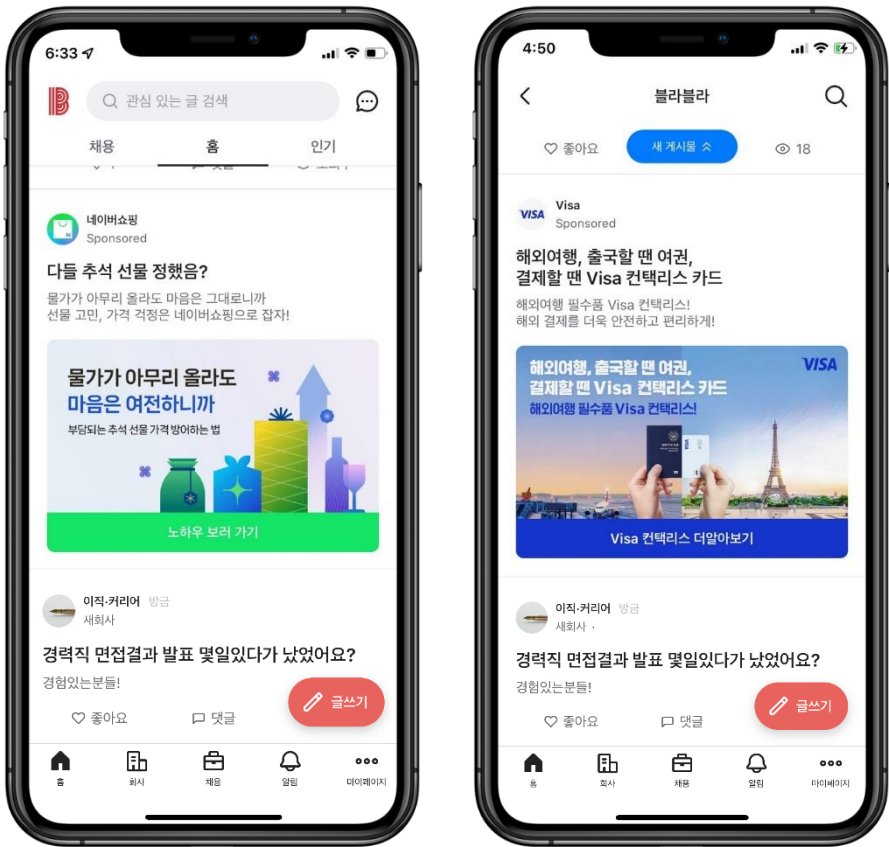 6:33
관심 있는 글 검색
채용 홈 인기
네이버쇼핑
Sponsored
다들 추석 선물 정했음?
물가가 아무리 올라도 마음은 그대로니까
선물 고민, 가격 걱정은 네이버쇼핑으로 잡자!
물가가 아무리 올라도
마음은 여전하니까
부담되는 추석 선물 가격 방어하는 법
노하우 보러 가기
이직·커리어 방금
새회사
경력직 면접결과 발표 몇일있다가 났었어요?
경험있는분들!
글쓰기
좋아요 댓글
홈 회사 채용 알림 마이페이지
4:50
블라블라
좋아요 새 게시물 18
VISA
Visa
Sponsored
해외여행, 출국할 땐 여권,
결제할 땐 Visa 컨택리스 카드
해외여행 필수품 Visa 컨택리스!
해외 결제를 더욱 안전하고 편리하게!
해외여행, 출국할 땐 여권,
결제할 땐 Visa 컨택리스 카드
해외여행 필수품 Visa 컨택리스!
VISA
Visa 컨택리스 더알아보기
이직·커리어 방금
새회사 ·
경력직 면접결과 발표 몇일있다가 났었어요?
경험있는분들!
글쓰기
좋아요 댓글
홈 회사 채용 알림 마이페이지